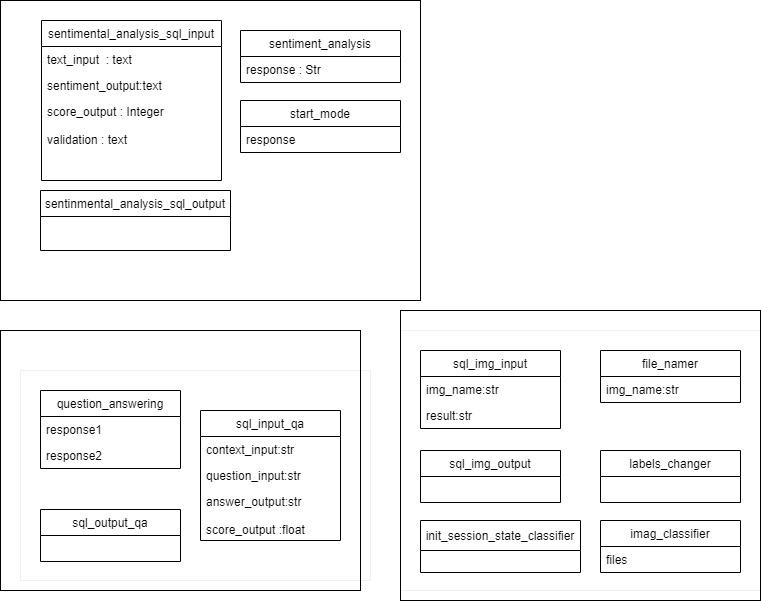 sentimental_analysis_sql_input
text_input : text
sentiment_output:text
score_output : Integer
validation : text
sentiment_analysis
response : Str
start_mode
response
sentinmental_analysis_sql_output
question_answering
response1
response2
sql_input_qa
context_input:str
question_input:str
answer_output:str
score_output :float
sql_output_qa
sql_img_input
img_name:str
result:str
file_namer
img_name:str
sql_img_output
labels_changer
init_session_state_classifier
imag_classifier
files